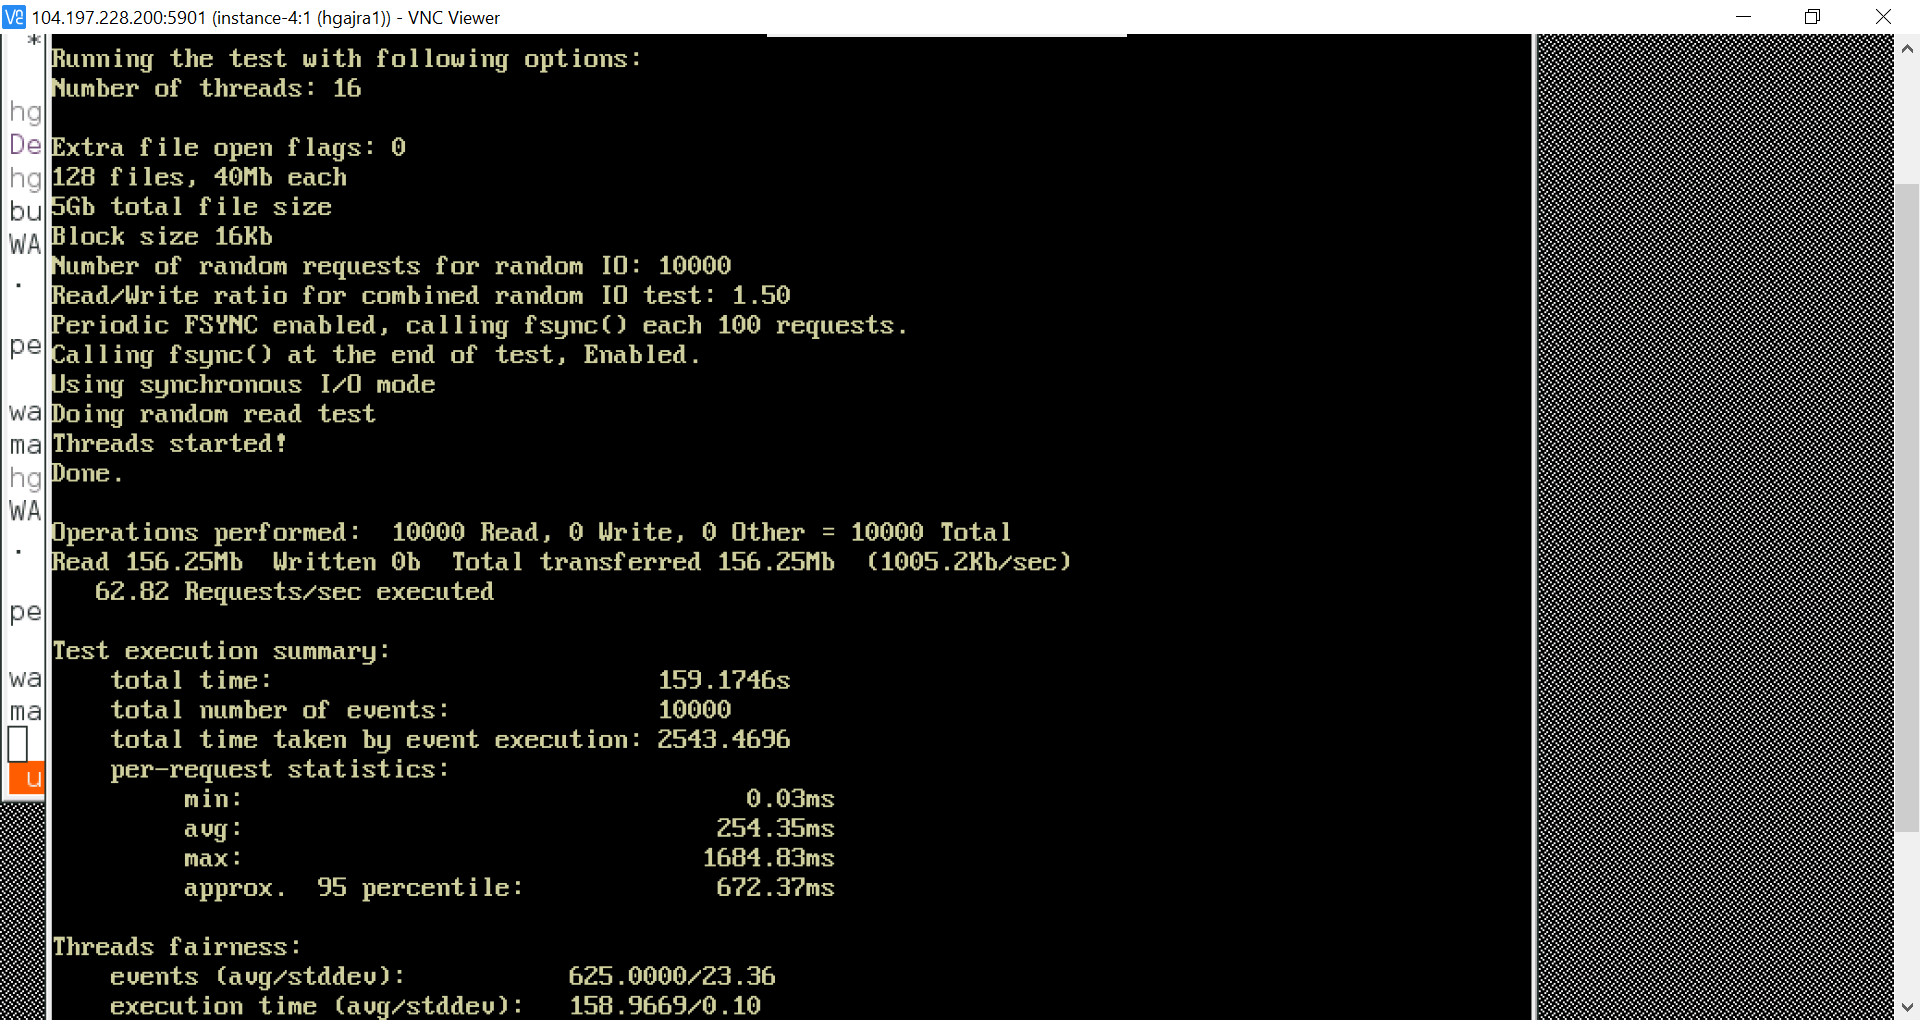 104.197.228.200:5901 (instance-4:1 (hgajra1)) - VNC Viewer
*
hg
De
hg
bu
WA
.
pe
wa
ma
hg
WA
.
pe
wa
ma
u
Running the test with following options:
Number of threads: 16
Extra file open flags: 0
128 files, 40Mb each
5Gb total file size
Block size 16Kb
Number of random requests for random IO: 10000
Read/Write ratio for combined random IO test: 1.50
Periodic FSYNC enabled, calling fsync() each 100 requests.
Calling fsync() at the end of test, Enabled.
Using synchronous I/O mode
Doing random read test
Threads started!
Done.
Operations performed:  10000 Read, 0 Write, 0 Other = 10000 Total
Read 156.25Mb  Written 0b  Total transferred 156.25Mb  (1005.2Kb/sec)
62.82 Requests/sec executed
Test execution summary:
total time: 159.1746s
total number of events: 10000
total time taken by event execution: 2543.4696
per-request statistics:
min: 0.03ms
avg: 254.35ms
max: 1684.83ms
approx.  95 percentile: 672.37ms
Threads fairness:
events (avg/stddev): 625.0000/23.36
execution time (avg/stddev): 158.9669/0.10